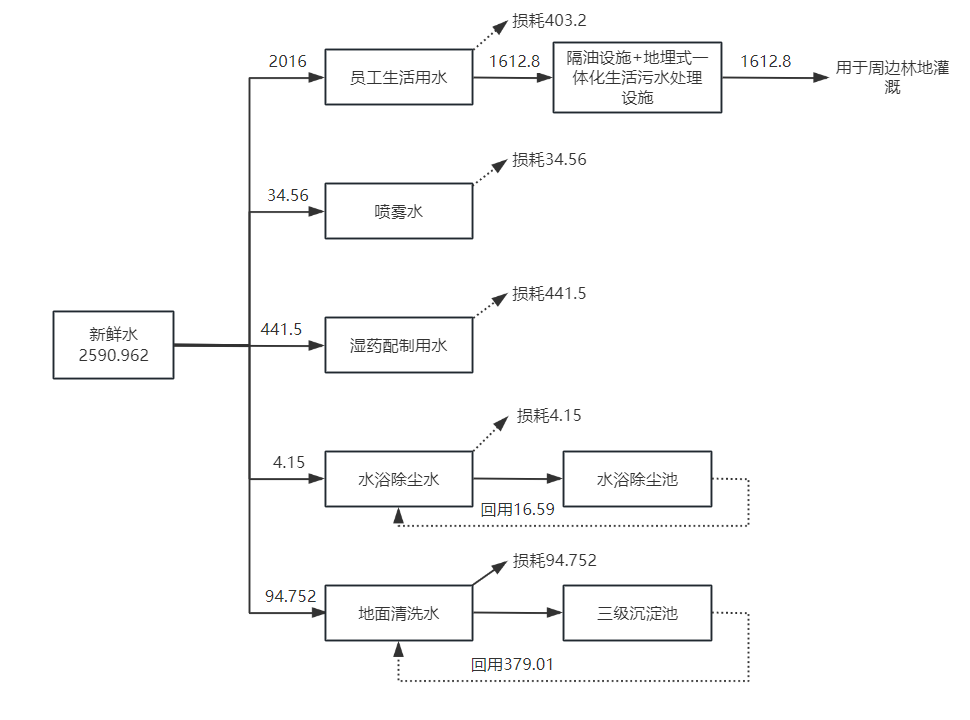 损耗403.2
2016
员工生活用水
1612.8
隔油设施+地埋式一
体化生活污水处理
设施
1612.8
用于周边林地灌
溉
损耗34.56
34.56
喷雾水
损耗441.5
新鲜水
2590.962
441.5
湿药配制用水
损耗4.15
4.15
水浴除尘水
水浴除尘池
回用16.59
损耗94.752
94.752
地面清洗水
三级沉淀池
回用379.01